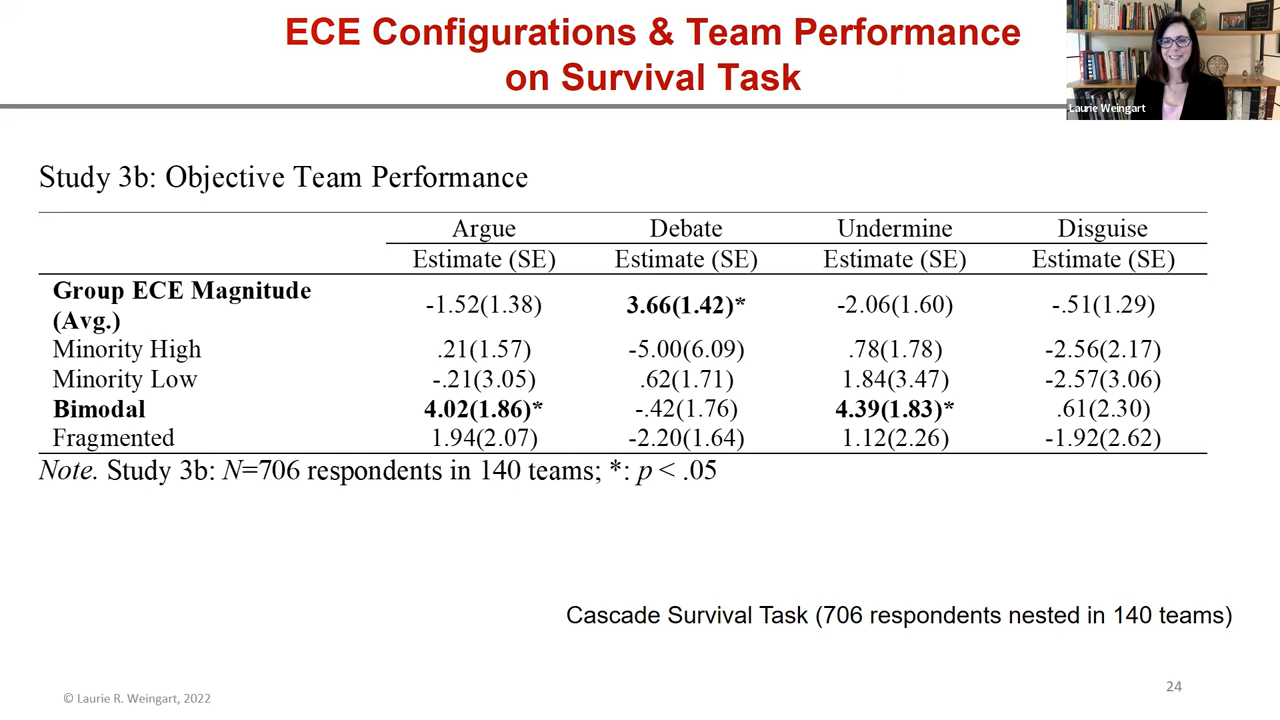 ECE Configurations & Team Performance
on Survival Task
Laurie Weingart
Study 3b: Objective Team Performance
Argue Debate Undermine Disguise
Estimate (SE) Estimate (SE) Estimate (SE) Estimate (SE)
Group ECE Magnitude
(Avg.) -1.52(1.38) 3.66(1.42)* -2.06(1.60) -.51(1.29)
Minority High .21(1.57) -5.00(6.09) .78(1.78) -2.56(2.17)
Minority Low -.21(3.05) .62(1.71) 1.84(3.47) -2.57(3.06)
Bimodal 4.02(1.86)* -.42(1.76) 4.39(1.83)* .61(2.30)
Fragmented 1.94(2.07) -2.20(1.64) 1.12(2.26) -1.92(2.62)
Note. Study 3b: N=706 respondents in 140 teams; *: p < .05
Cascade Survival Task (706 respondents nested in 140 teams)
24
© Laurie R. Weingart, 2022